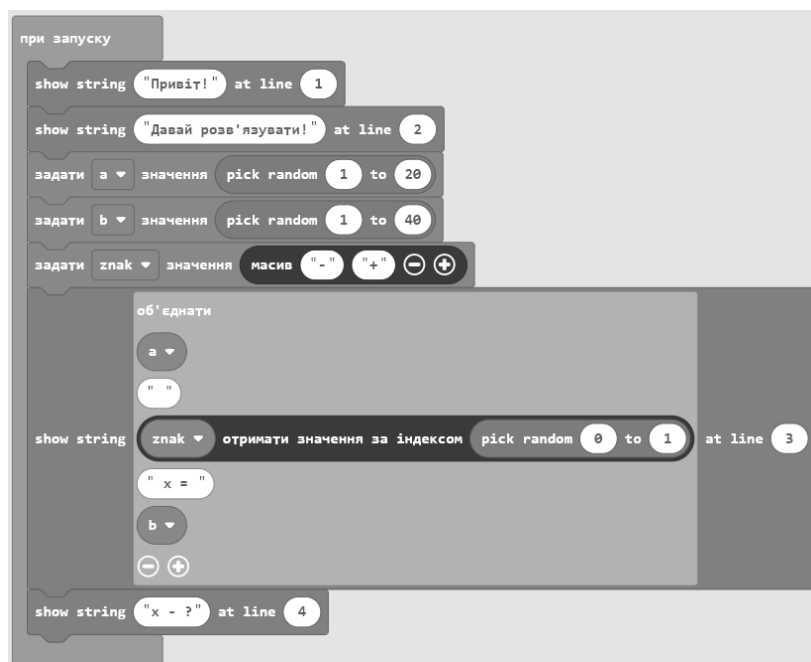 при запуску
show string "Привіт!" at line 1
show string "Давай розв'язувати!" at line 2
задати a значення pick random 1 to 20
задати b значення pick random 1 to 40
задати znak значення масив "-" "+"
об'єднати
a
" "
show string znak отримати значення за індексом pick random 0 to 1 at line 3
" x = "
b
show string "x - ?" at line 4